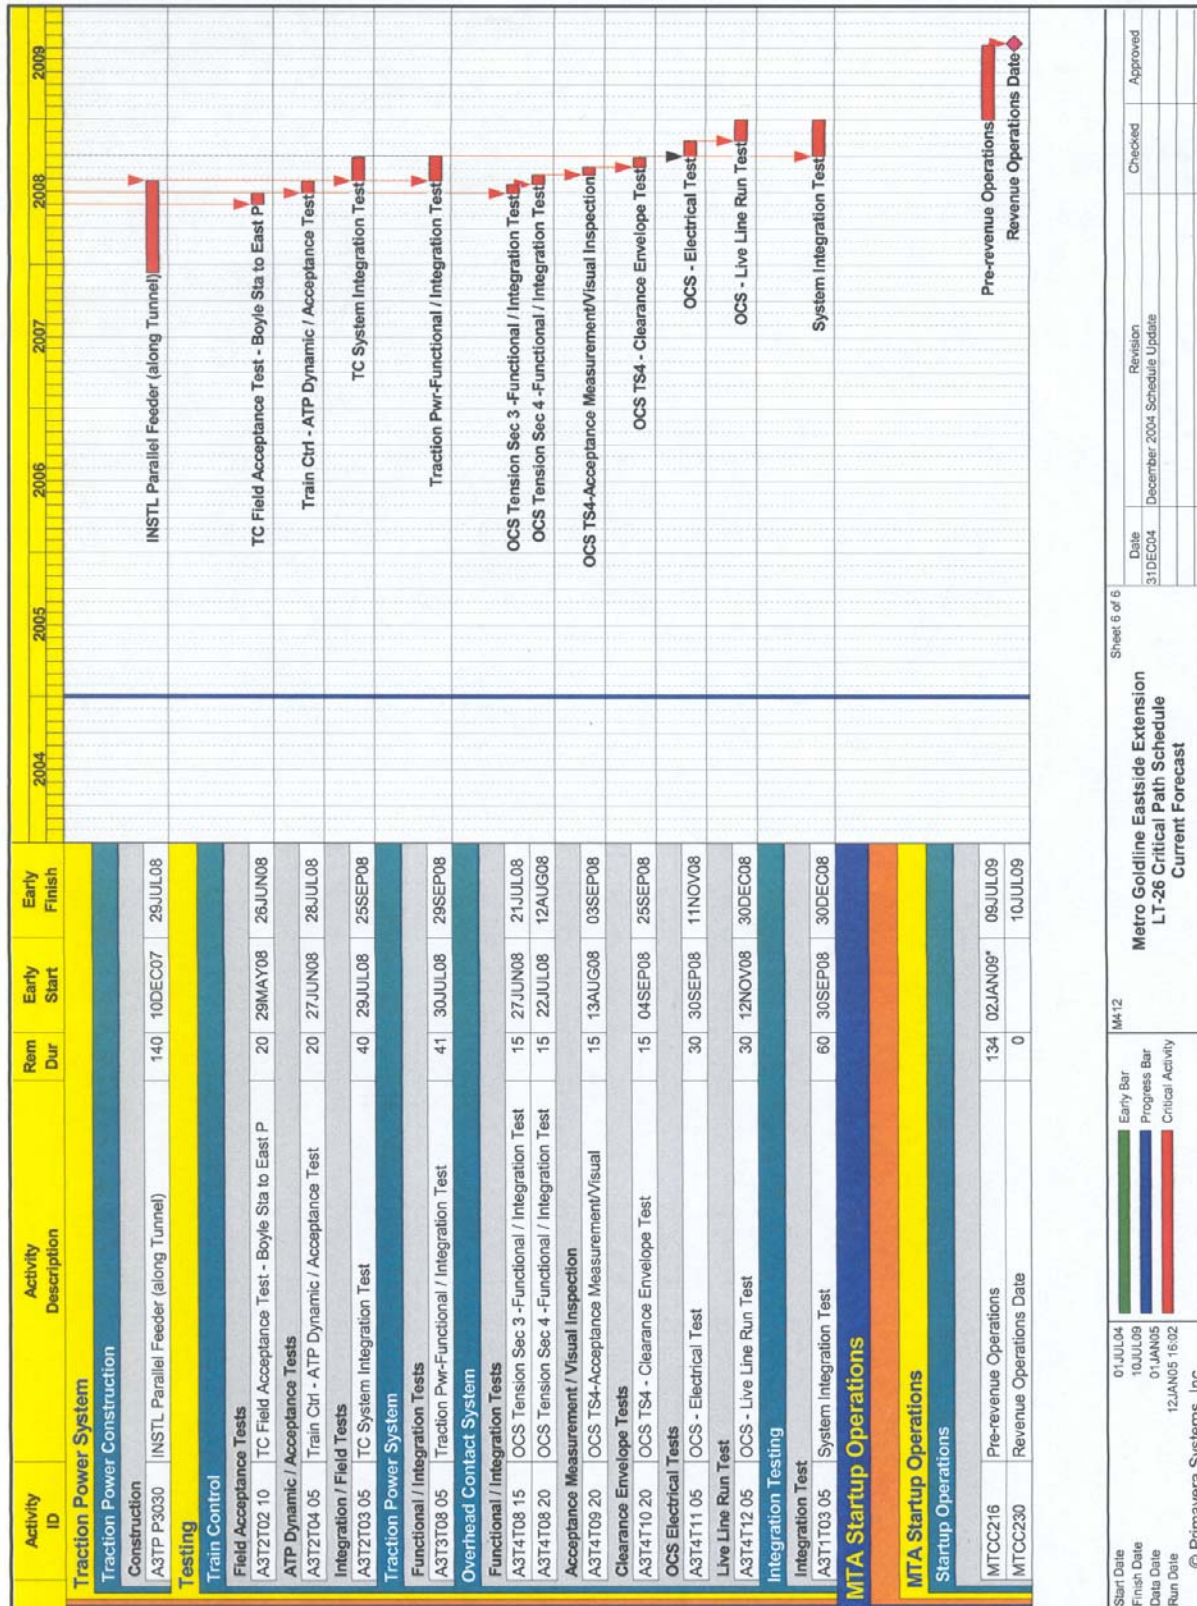 Activity ID Activity Description Rem Dur Early Start Early Finish 2004 2005 2006 2007 2008 2009
Traction Power System
Traction Power Construction
Construction
A3TP P3030 INSTL Parallel Feeder (along Tunnel) 140 10DEC07 29JUL08 INSTL Parallel Feeder (along Tunnel)
Testing
Train Control
Field Acceptance Tests
A3T2T02 10 TC Field Acceptance Test - Boyle Sta to East P 20 29MAY08 26JUN08 TC Field Acceptance Test - Boyle Sta to East P
ATP Dynamic / Acceptance Tests
A3T2T04 05 Train Ctrl - ATP Dynamic / Acceptance Test 20 27JUN08 28JUL08 Train Ctrl - ATP Dynamic / Acceptance Test
Integration / Field Tests
A3T2T03 05 TC System Integration Test 40 29JUL08 25SEP08 TC System Integration Test
Traction Power System
Functional / Integration Tests
A3T3T08 05 Traction Pwr-Functional / Integration Test 41 30JUL08 29SEP08 Traction Pwr-Functional / Integration Test
Overhead Contact System
Functional / Integration Tests
A3T4T08 15 OCS Tension Sec 3 -Functional / Integration Test 15 27JUN08 21JUL08 OCS Tension Sec 3 -Functional / Integration Test
A3T4T08 20 OCS Tension Sec 4 -Functional / Integration Test 15 22JUL08 12AUG08 OCS Tension Sec 4 -Functional / Integration Test
Acceptance Measurement / Visual Inspection
A3T4T09 20 OCS TS4-Acceptance Measurement/Visual 15 13AUG08 03SEP08 OCS TS4-Acceptance Measurement/Visual Inspection
Clearance Envelope Tests
A3T4T10 20 OCS TS4 - Clearance Envelope Test 15 04SEP08 25SEP08 OCS TS4 - Clearance Envelope Test
OCS Electrical Tests
A3T4T11 05 OCS - Electrical Test 30 30SEP08 11NOV08 OCS - Electrical Test
Live Line Run Test
A3T4T12 05 OCS - Live Line Run Test 30 12NOV08 30DEC08 OCS - Live Line Run Test
Integration Testing
Integration Test
A3T1T03 05 System Integration Test 60 30SEP08 30DEC08 System Integration Test
MTA Startup Operations
MTA Startup Operations
Startup Operations
MTCC216 Pre-revenue Operations 134 02JAN09* 09JUL09 Pre-revenue Operations
MTCC230 Revenue Operations Date 0 10JUL09 Revenue Operations Date
Start Date 01JUL04
Finish Date 10JUL09
Data Date 01JAN05
Run Date 12JAN05 16:02
© Primavera Systems, Inc.
Early Bar
Progress Bar
Critical Activity
M412
Sheet 6 of 6
Metro Goldline Eastside Extension
LT-26 Critical Path Schedule
Current Forecast
Date Revision Checked Approved
31DEC04 December 2004 Schedule Update